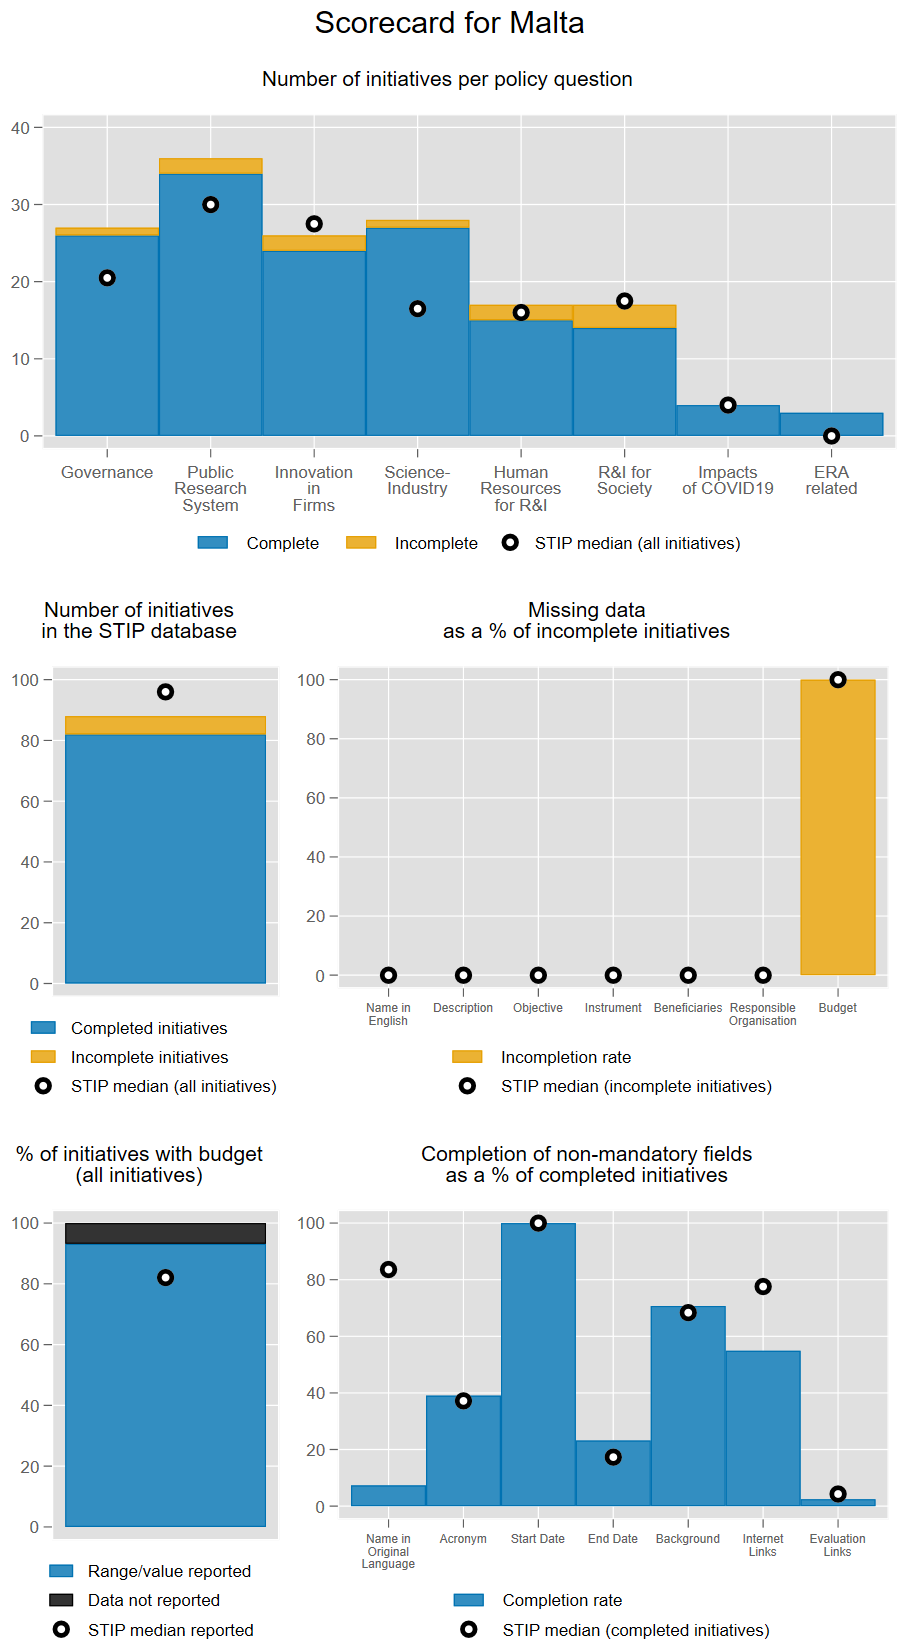 Scorecard for Malta
Number of initiatives per policy question
40
30
20
10
0
Governance
Public
Research
System
Innovation
in
Firms
Science-
Industry
Human
Resources
for R&I
R&I for
Society
Impacts
of COVID19
ERA
related
Complete
Incomplete
STIP median (all initiatives)
Number of initiatives
in the STIP database
100
80
60
40
20
0
Completed initiatives
Incomplete initiatives
STIP median (all initiatives)
Missing data
as a % of incomplete initiatives
100
80
60
40
20
0
Name in
English
Description
Objective
Instrument
Beneficiaries
Responsible
Organisation
Budget
Incompletion rate
STIP median (incomplete initiatives)
% of initiatives with budget
(all initiatives)
100
80
60
40
20
0
Range/value reported
Data not reported
STIP median reported
Completion of non-mandatory fields
as a % of completed initiatives
100
80
60
40
20
0
Name in
Original
Language
Acronym
Start Date
End Date
Background
Internet
Links
Evaluation
Links
Completion rate
STIP median (completed initiatives)